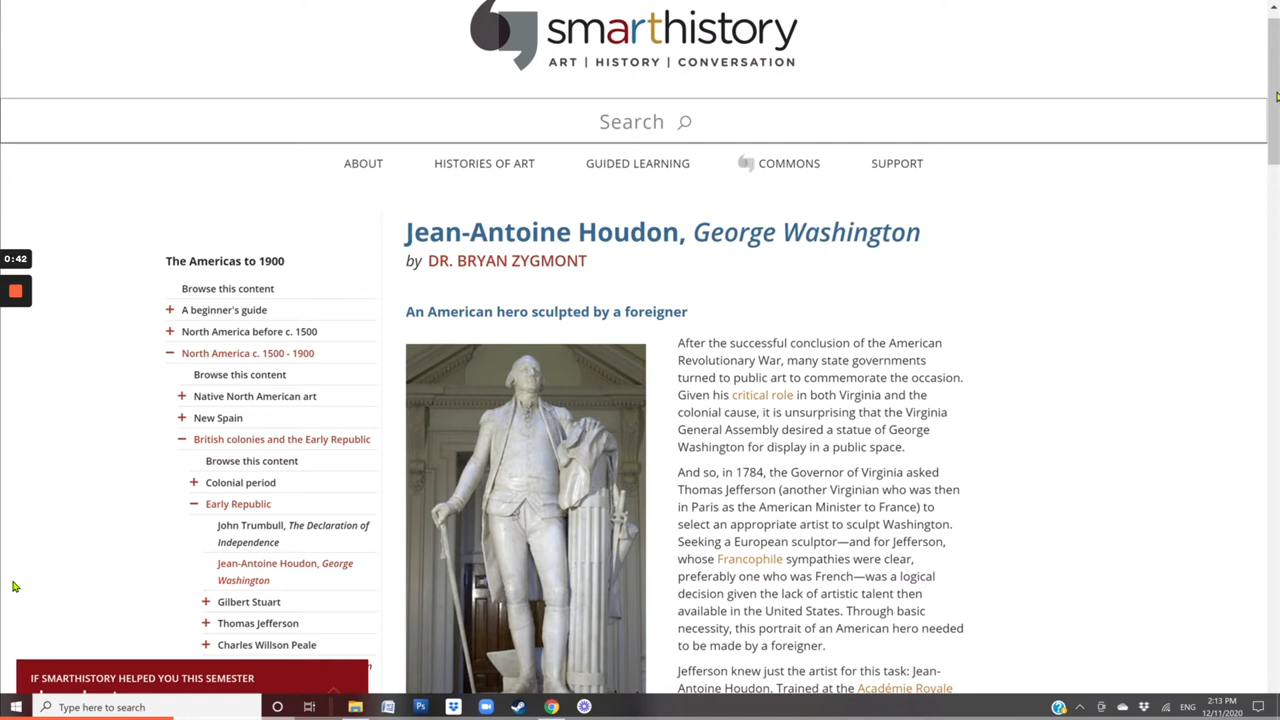 smarthistory
ART | HISTORY | CONVERSATION
Search
ABOUT
HISTORIES OF ART
GUIDED LEARNING
COMMONS
SUPPORT
0:42
The Americas to 1900
Browse this content
+ A beginner's guide
+ North America before c. 1500
− North America c. 1500 - 1900
Browse this content
+ Native North American art
+ New Spain
− British colonies and the Early Republic
Browse this content
+ Colonial period
− Early Republic
John Trumbull, The Declaration of
Independence
Jean-Antoine Houdon, George
Washington
+ Gilbert Stuart
+ Thomas Jefferson
+ Charles Willson Peale
IF SMARTHISTORY HELPED YOU THIS SEMESTER
Jean-Antoine Houdon, George Washington
by DR. BRYAN ZYGMONT
An American hero sculpted by a foreigner
After the successful conclusion of the American
Revolutionary War, many state governments
turned to public art to commemorate the occasion.
Given his critical role in both Virginia and the
colonial cause, it is unsurprising that the Virginia
General Assembly desired a statue of George
Washington for display in a public space.
And so, in 1784, the Governor of Virginia asked
Thomas Jefferson (another Virginian who was then
in Paris as the American Minister to France) to
select an appropriate artist to sculpt Washington.
Seeking a European sculptor—and for Jefferson,
whose Francophile sympathies were clear,
preferably one who was French—was a logical
decision given the lack of artistic talent then
available in the United States. Through basic
necessity, this portrait of an American hero needed
to be made by a foreigner.
Jefferson knew just the artist for this task: Jean-
Antoine Houdon. Trained at the Académie Royale
Type here to search
ENG
2:13 PM
12/11/2020